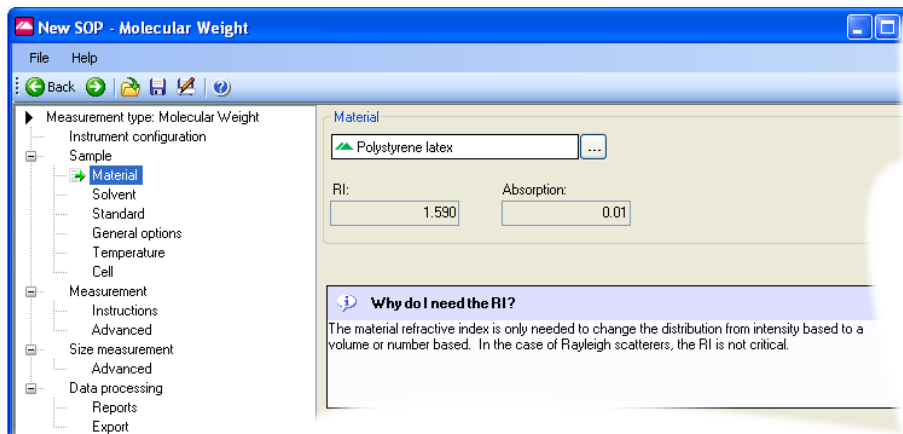 New SOP - Molecular Weight
File Help
Back
Measurement type: Molecular Weight
Instrument configuration
Sample
Material
Solvent
Standard
General options
Temperature
Cell
Measurement
Instructions
Advanced
Size measurement
Advanced
Data processing
Reports
Export
Material
Polystyrene latex
...
RI: Absorption:
1.590 0.01
Why do I need the RI?
The material refractive index is only needed to change the distribution from intensity based to a
volume or number based. In the case of Rayleigh scatterers, the RI is not critical.